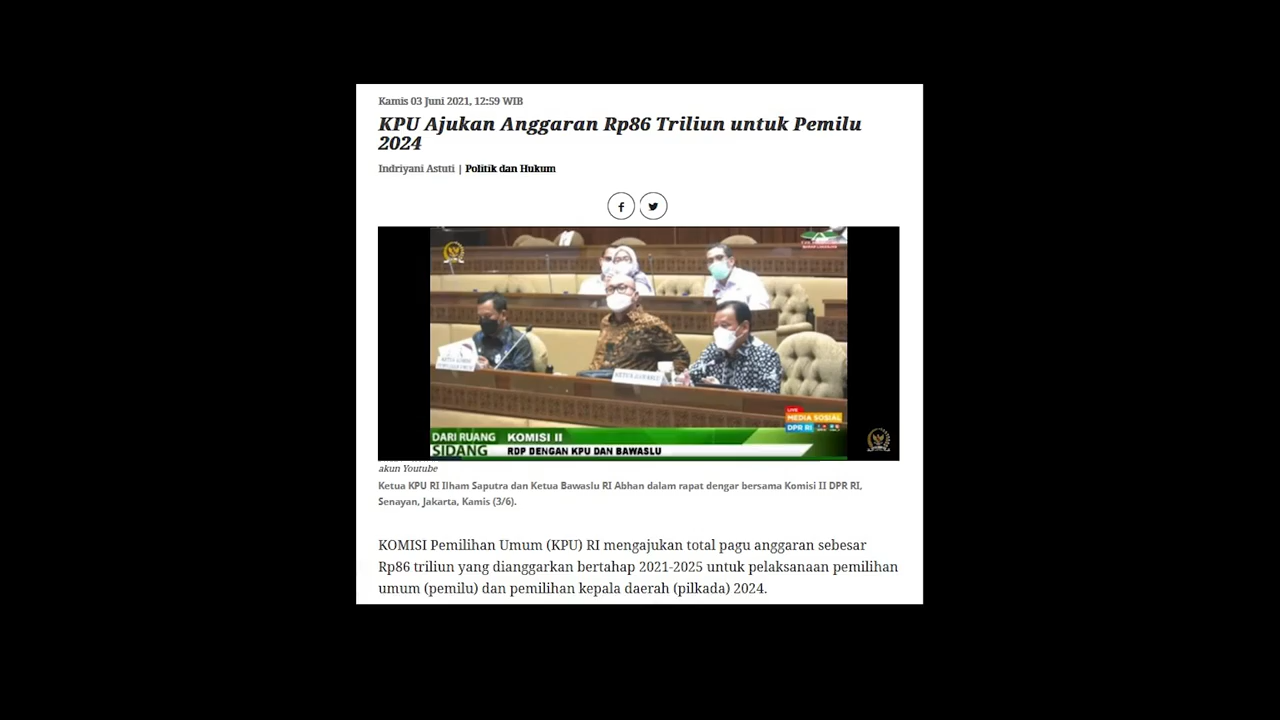 Kamis 03 Juni 2021, 12:59 WIB
KPU Ajukan Anggaran Rp86 Triliun untuk Pemilu
2024
Indriyani Astuti | Politik dan Hukum
KETUA BAWASLU
LIVE
MEDIA SOSIAL
DPR RI
DARI RUANG
SIDANG
KOMISI II
RDP DENGAN KPU DAN BAWASLU
akun Youtube
Ketua KPU RI Ilham Saputra dan Ketua Bawaslu RI Abhan dalam rapat dengar bersama Komisi II DPR RI,
Senayan, Jakarta, Kamis (3/6).
KOMISI Pemilihan Umum (KPU) RI mengajukan total pagu anggaran sebesar
Rp86 triliun yang dianggarkan bertahap 2021-2025 untuk pelaksanaan pemilihan
umum (pemilu) dan pemilihan kepala daerah (pilkada) 2024.